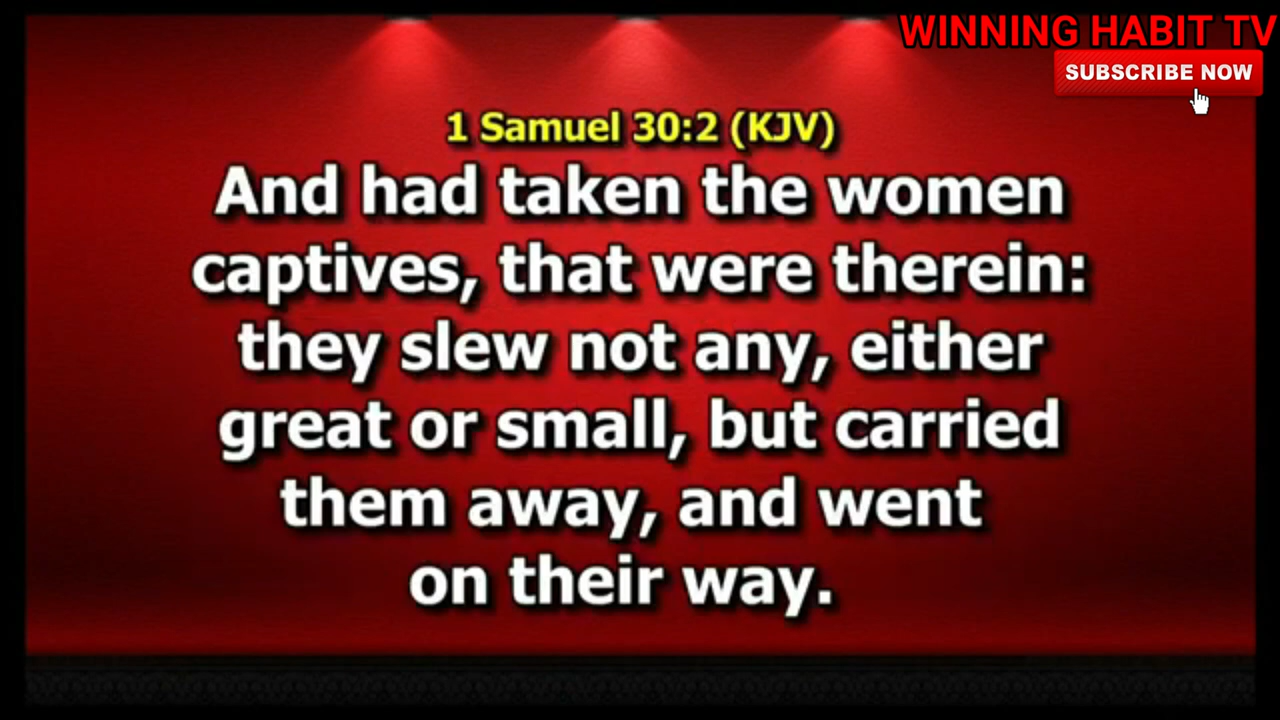 WINNING HABIT TV
SUBSCRIBE NOW
1 Samuel 30:2 (KJV)
And had taken the women
captives, that were therein:
they slew not any, either
great or small, but carried
them away, and went
on their way.